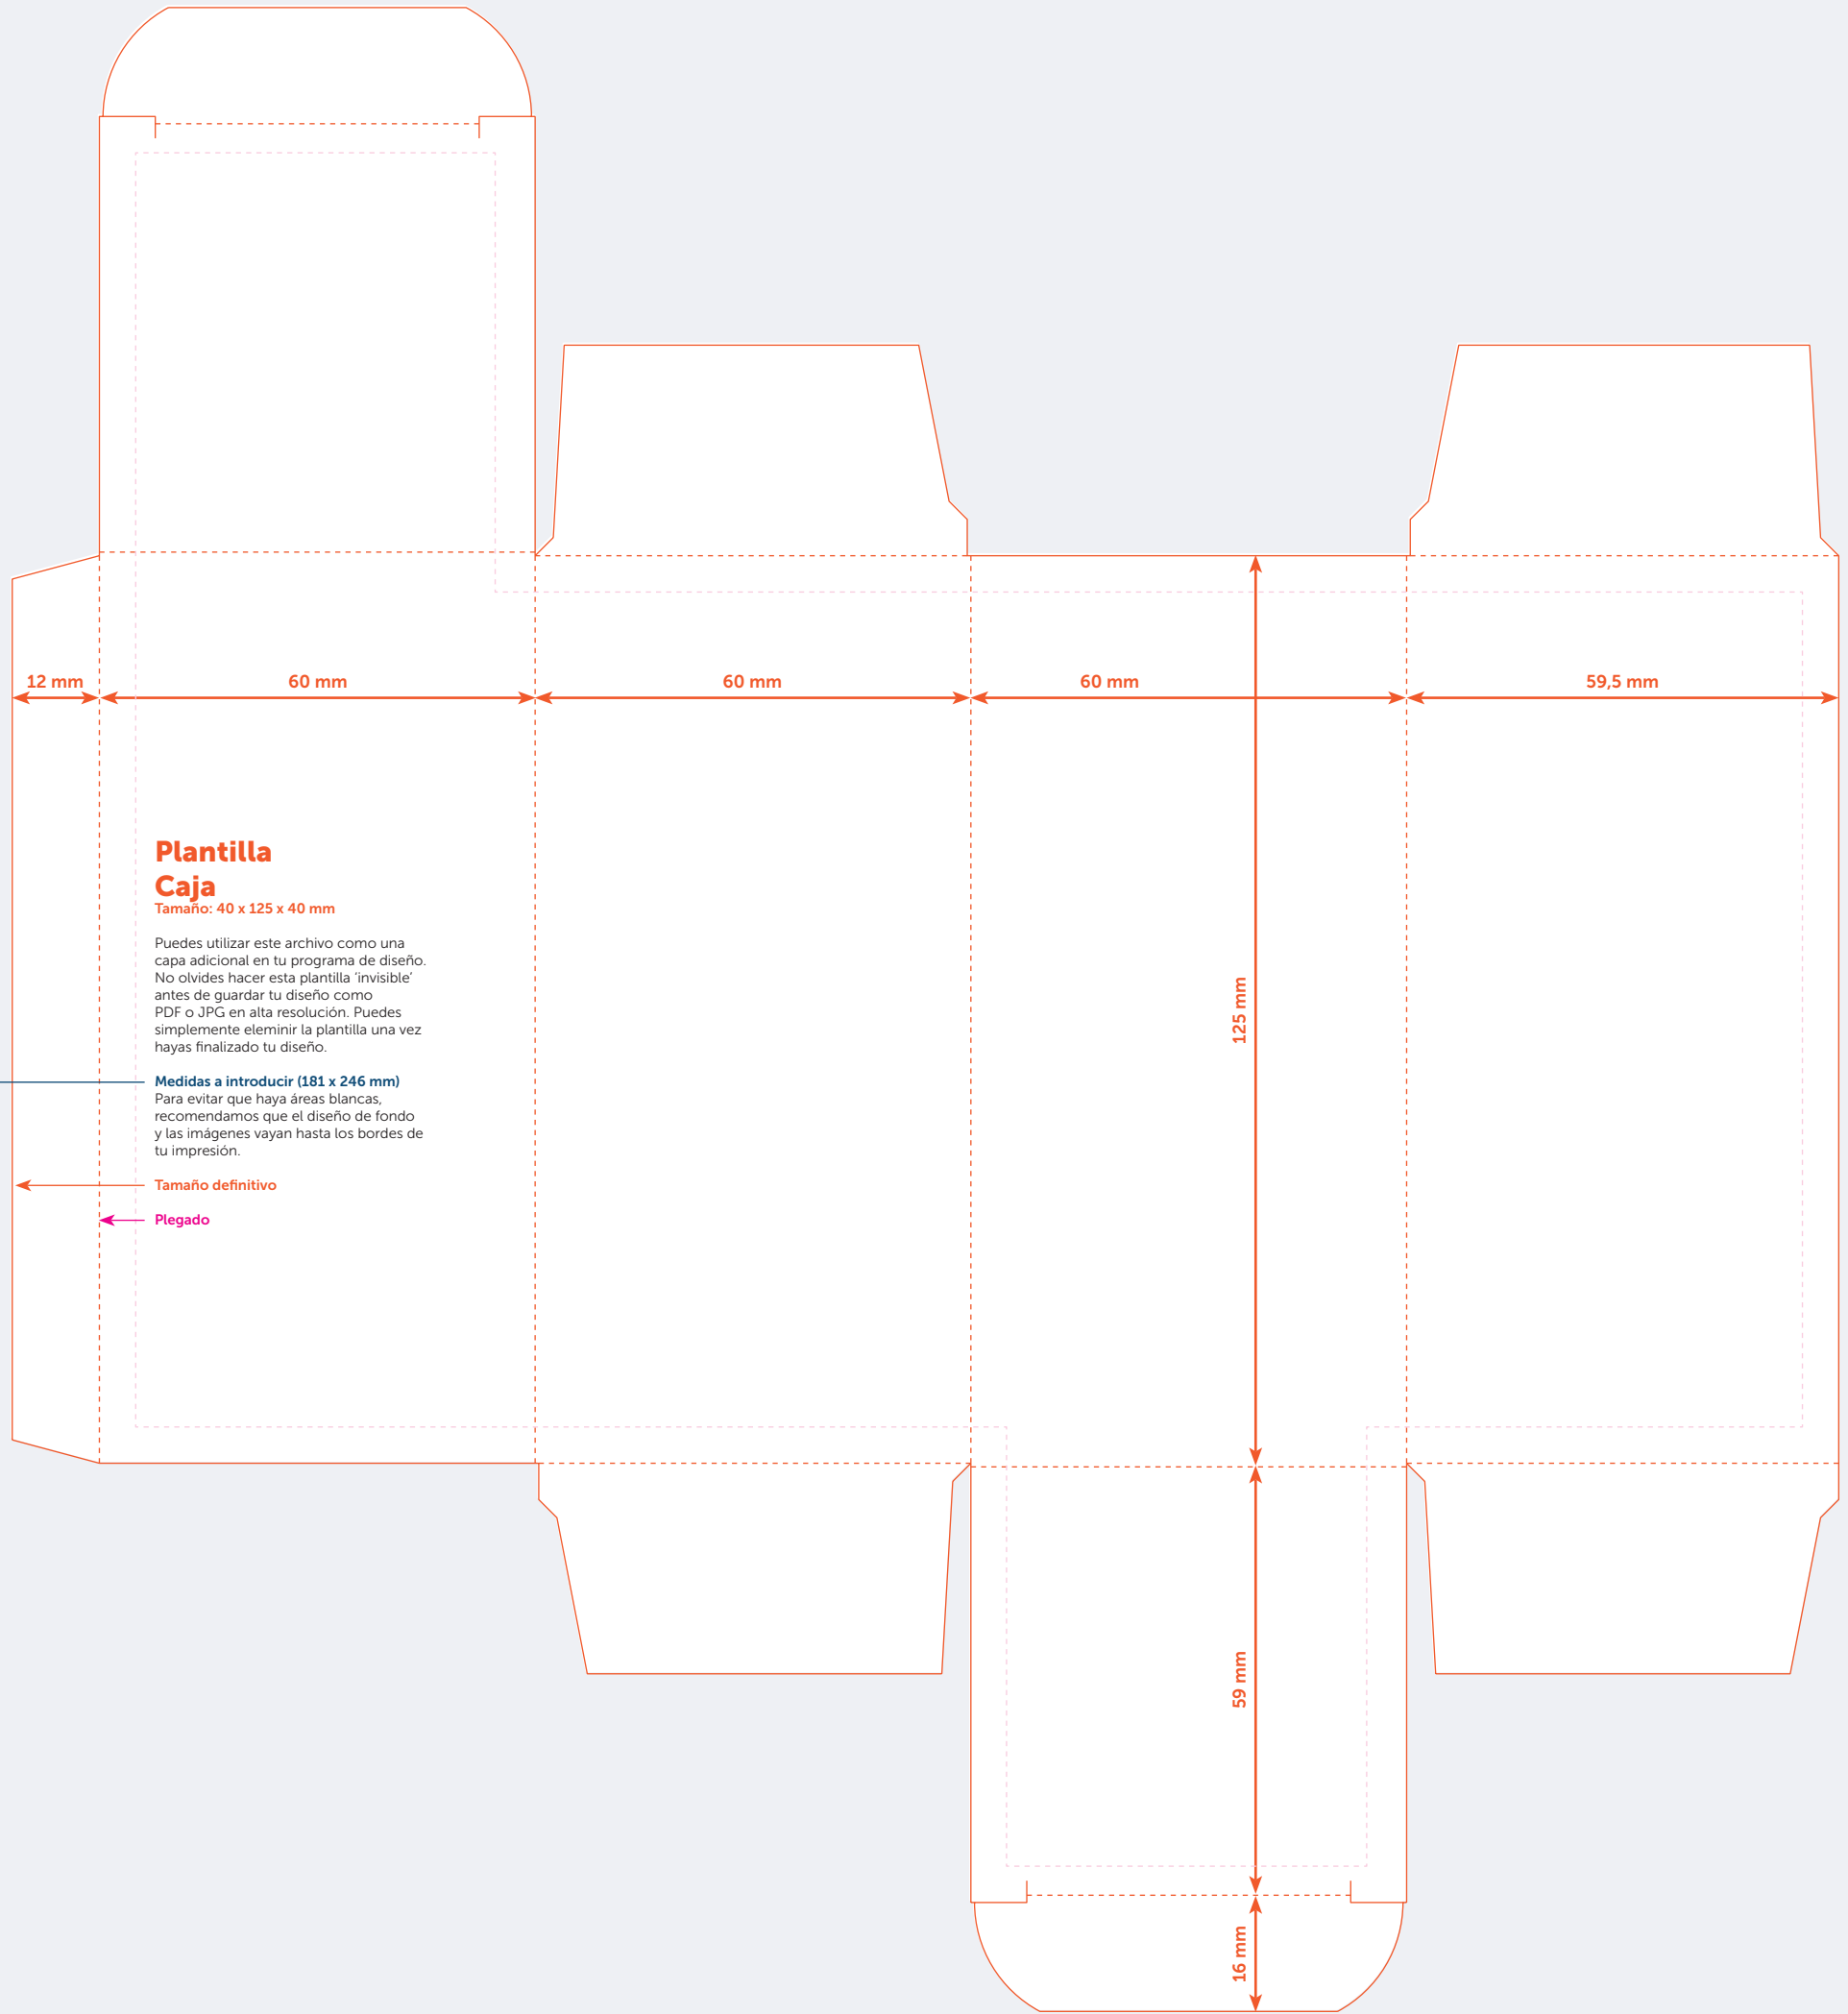 12 mm
60 mm
60 mm
60 mm
59,5 mm
Plantilla
Caja
Tamaño: 40 x 125 x 40 mm
Puedes utilizar este archivo como una
capa adicional en tu programa de diseño.
No olvides hacer esta plantilla ‘invisible’
antes de guardar tu diseño como
PDF o JPG en alta resolución. Puedes
simplemente eleminir la plantilla una vez
hayas finalizado tu diseño.
Medidas a introducir (181 x 246 mm)
Para evitar que haya áreas blancas,
recomendamos que el diseño de fondo
y las imágenes vayan hasta los bordes de
tu impresión.
Tamaño definitivo
Plegado
125 mm
59 mm
16 mm